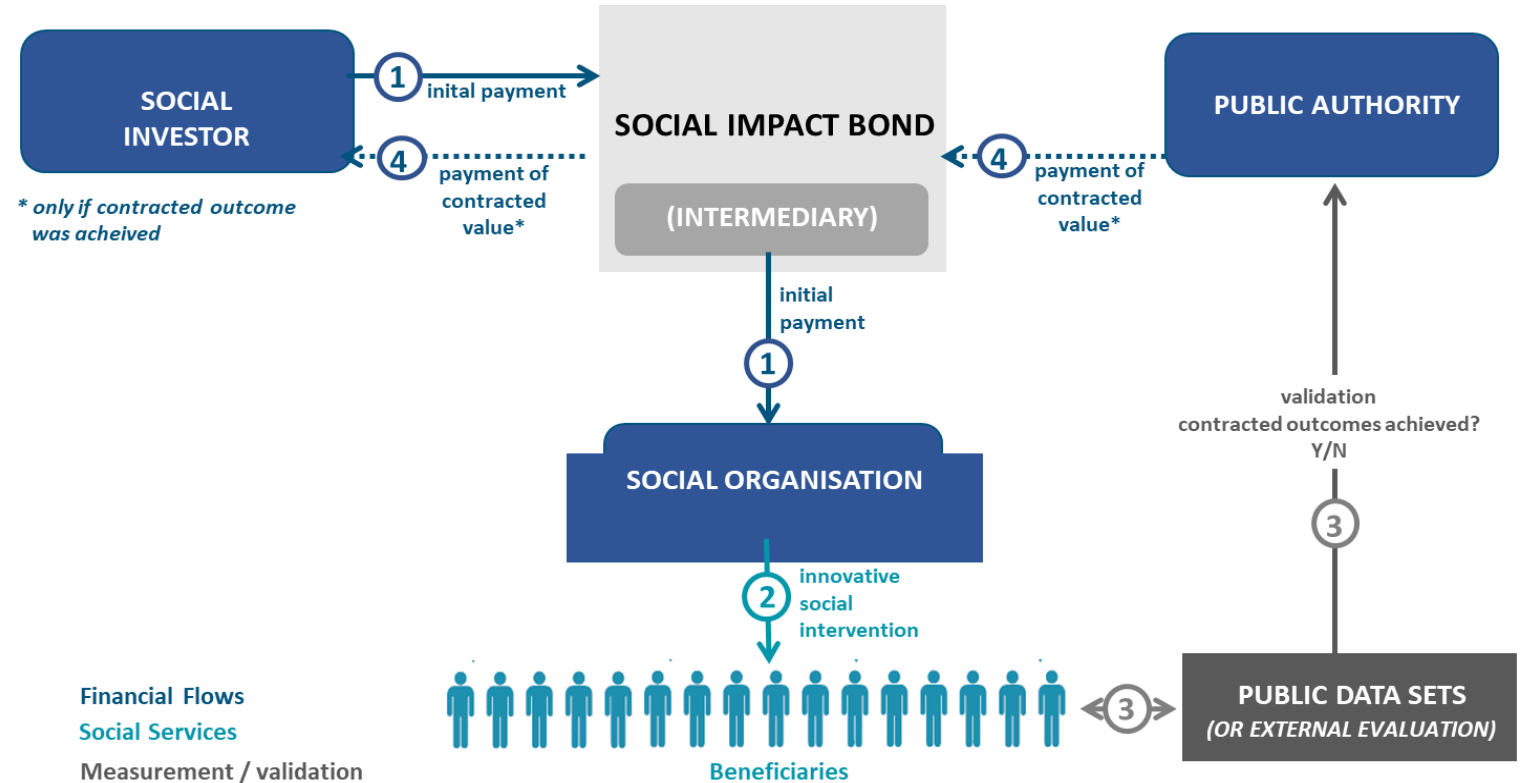 SOCIAL
INVESTOR
1
inital payment
4
payment of
contracted
value*
* only if contracted outcome
was acheived
SOCIAL IMPACT BOND
(INTERMEDIARY)
PUBLIC AUTHORITY
4
payment of
contracted
value*
initial
payment
1
SOCIAL ORGANISATION
2
innovative
social
intervention
validation
contracted outcomes achieved?
Y/N
3
3
PUBLIC DATA SETS
(OR EXTERNAL EVALUATION)
Beneficiaries
Financial Flows
Social Services
Measurement / validation